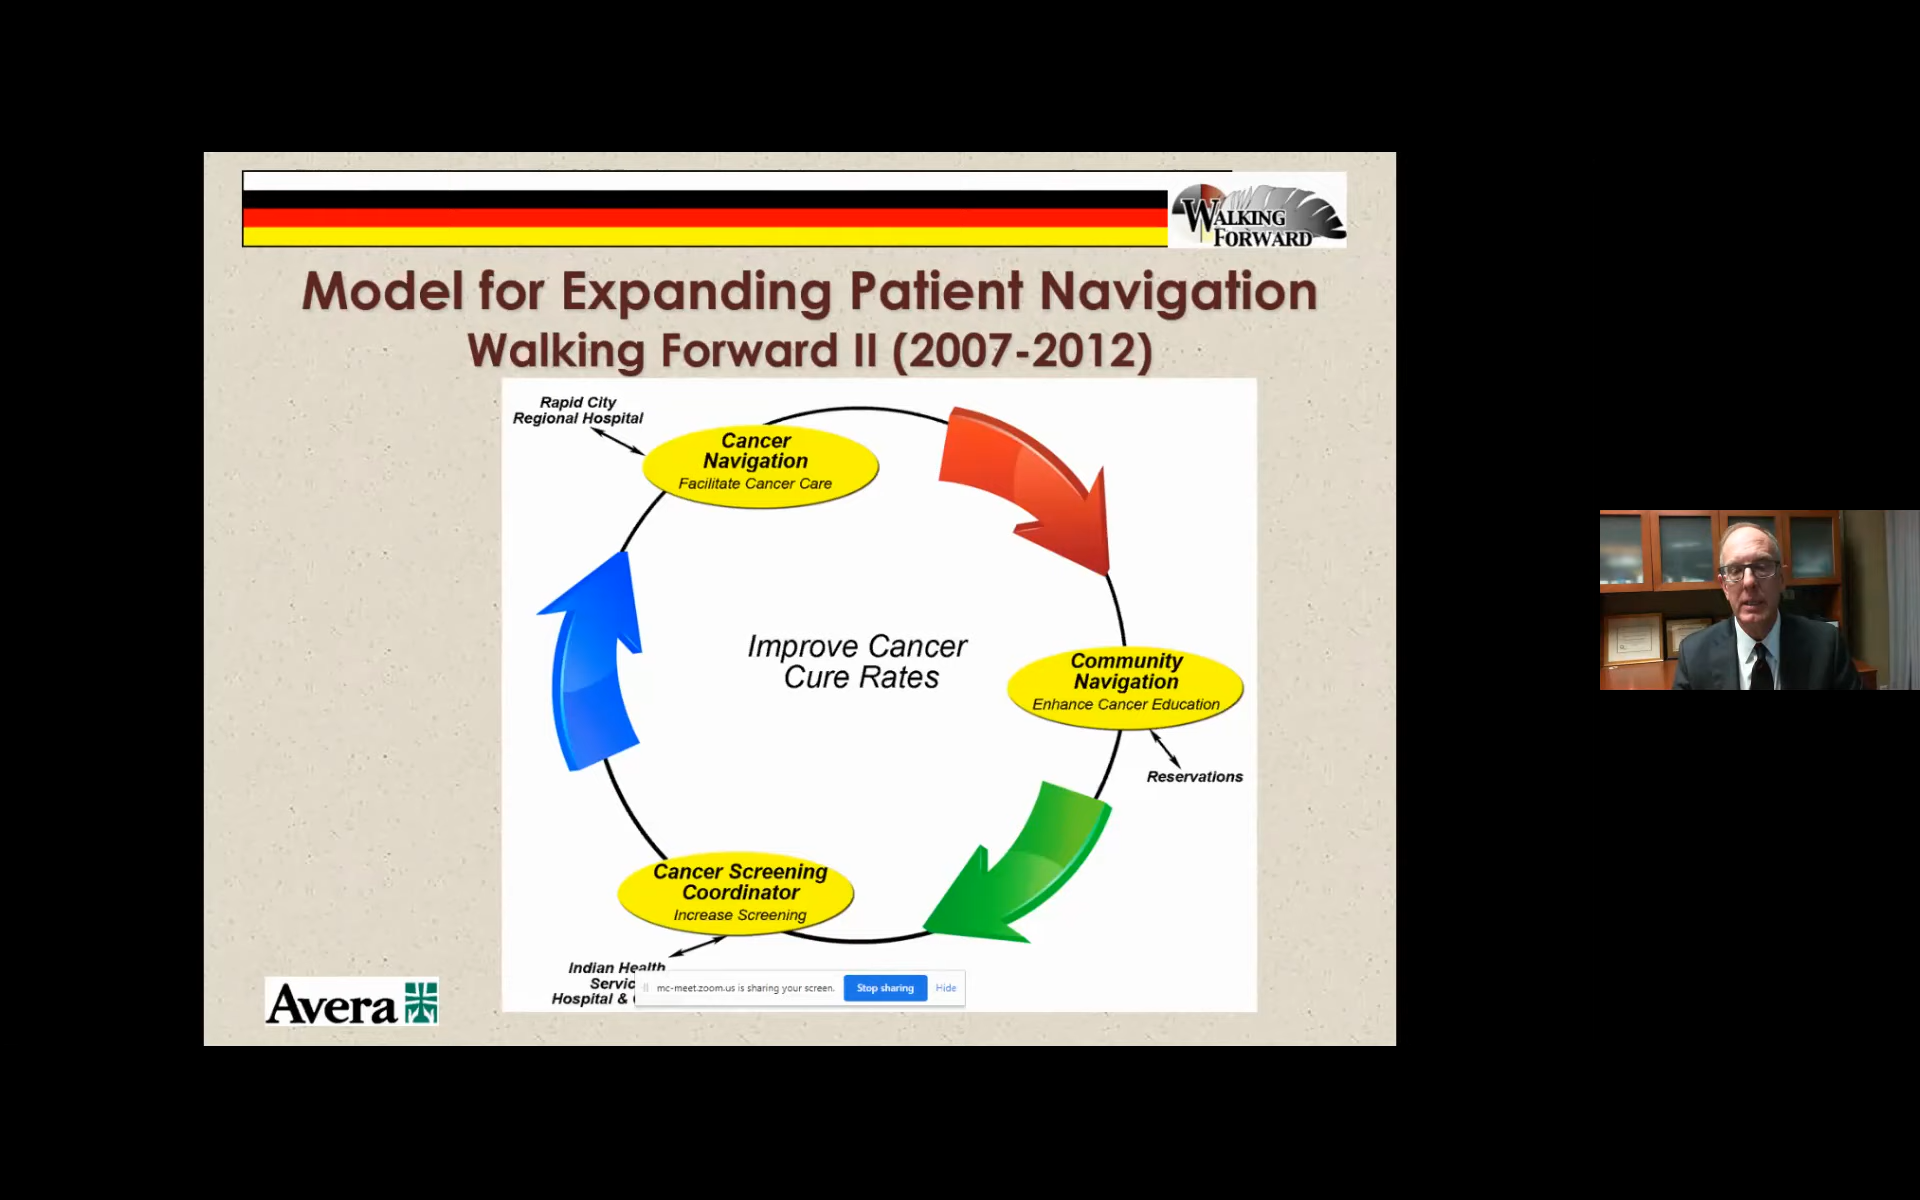 WALKING
FORWARD
Model for Expanding Patient Navigation
Walking Forward II (2007-2012)
Rapid City
Regional Hospital
Cancer
Navigation
Facilitate Cancer Care
Improve Cancer
Cure Rates
Community
Navigation
Enhance Cancer Education
Reservations
Cancer Screening
Coordinator
Increase Screening
Indian Health
Hospital &
mc-meet.zoom.us is sharing your screen.
Stop sharing
Hide
Avera